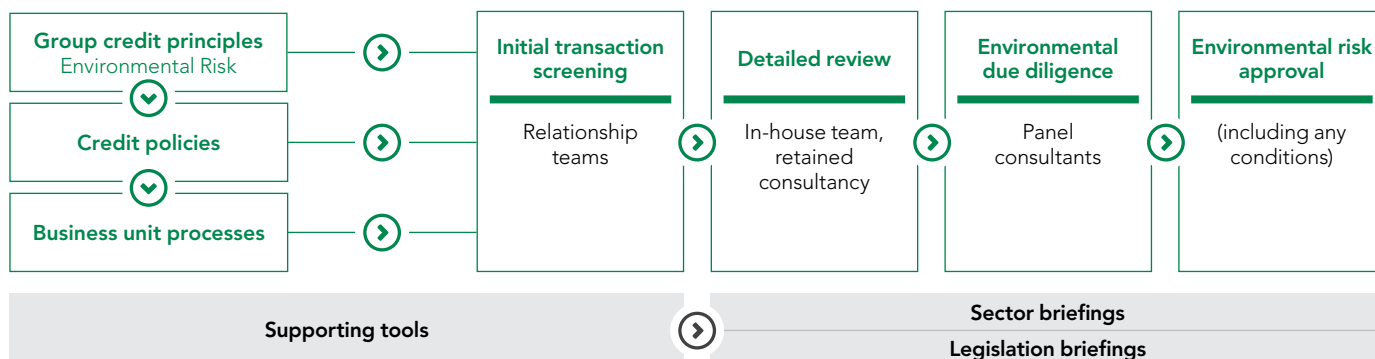 Group credit principles
Environmental Risk
Credit policies
Business unit processes
Initial transaction
screening
Relationship
teams
Detailed review
In-house team,
retained
consultancy
Environmental
due diligence
Panel
consultants
Environmental risk
approval
(including any
conditions)
Supporting tools
Sector briefings
Legislation briefings